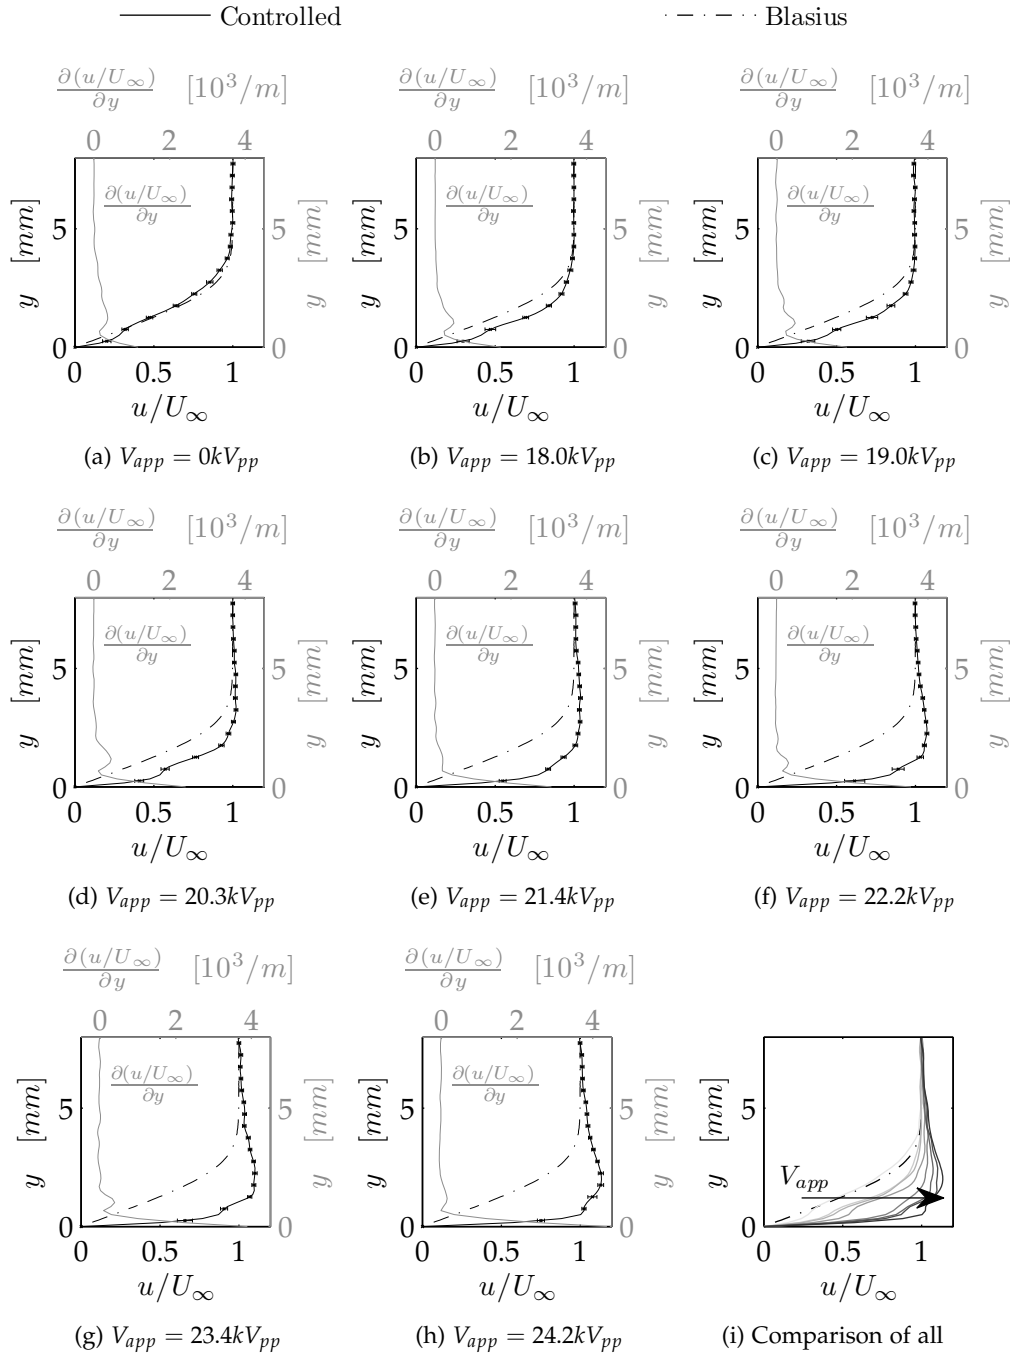 Controlled Blasius
∂(u/U∞)/∂y [10³/m] ∂(u/U∞)/∂y [10³/m] ∂(u/U∞)/∂y [10³/m]
0 2 4 0 2 4 0 2 4
∂(u/U∞)/∂y ∂(u/U∞)/∂y ∂(u/U∞)/∂y
y [mm] y [mm] y [mm] y [mm] y [mm] y [mm]
5 5 5 5 5 5
0 0 0 0 0 0
0 0.5 1 0 0.5 1 0 0.5 1
u/U∞ u/U∞ u/U∞
(a) V_app = 0kV_pp (b) V_app = 18.0kV_pp (c) V_app = 19.0kV_pp
∂(u/U∞)/∂y [10³/m] ∂(u/U∞)/∂y [10³/m] ∂(u/U∞)/∂y [10³/m]
0 2 4 0 2 4 0 2 4
∂(u/U∞)/∂y ∂(u/U∞)/∂y ∂(u/U∞)/∂y
y [mm] y [mm] y [mm] y [mm] y [mm] y [mm]
5 5 5 5 5 5
0 0 0 0 0 0
0 0.5 1 0 0.5 1 0 0.5 1
u/U∞ u/U∞ u/U∞
(d) V_app = 20.3kV_pp (e) V_app = 21.4kV_pp (f) V_app = 22.2kV_pp
∂(u/U∞)/∂y [10³/m] ∂(u/U∞)/∂y [10³/m]
0 2 4 0 2 4
∂(u/U∞)/∂y ∂(u/U∞)/∂y
y [mm] y [mm] y [mm] y [mm] y [mm]
5 5 5 5 5
V_app
0 0 0 0 0
0 0.5 1 0 0.5 1 0 0.5 1
u/U∞ u/U∞ u/U∞
(g) V_app = 23.4kV_pp (h) V_app = 24.2kV_pp (i) Comparison of all